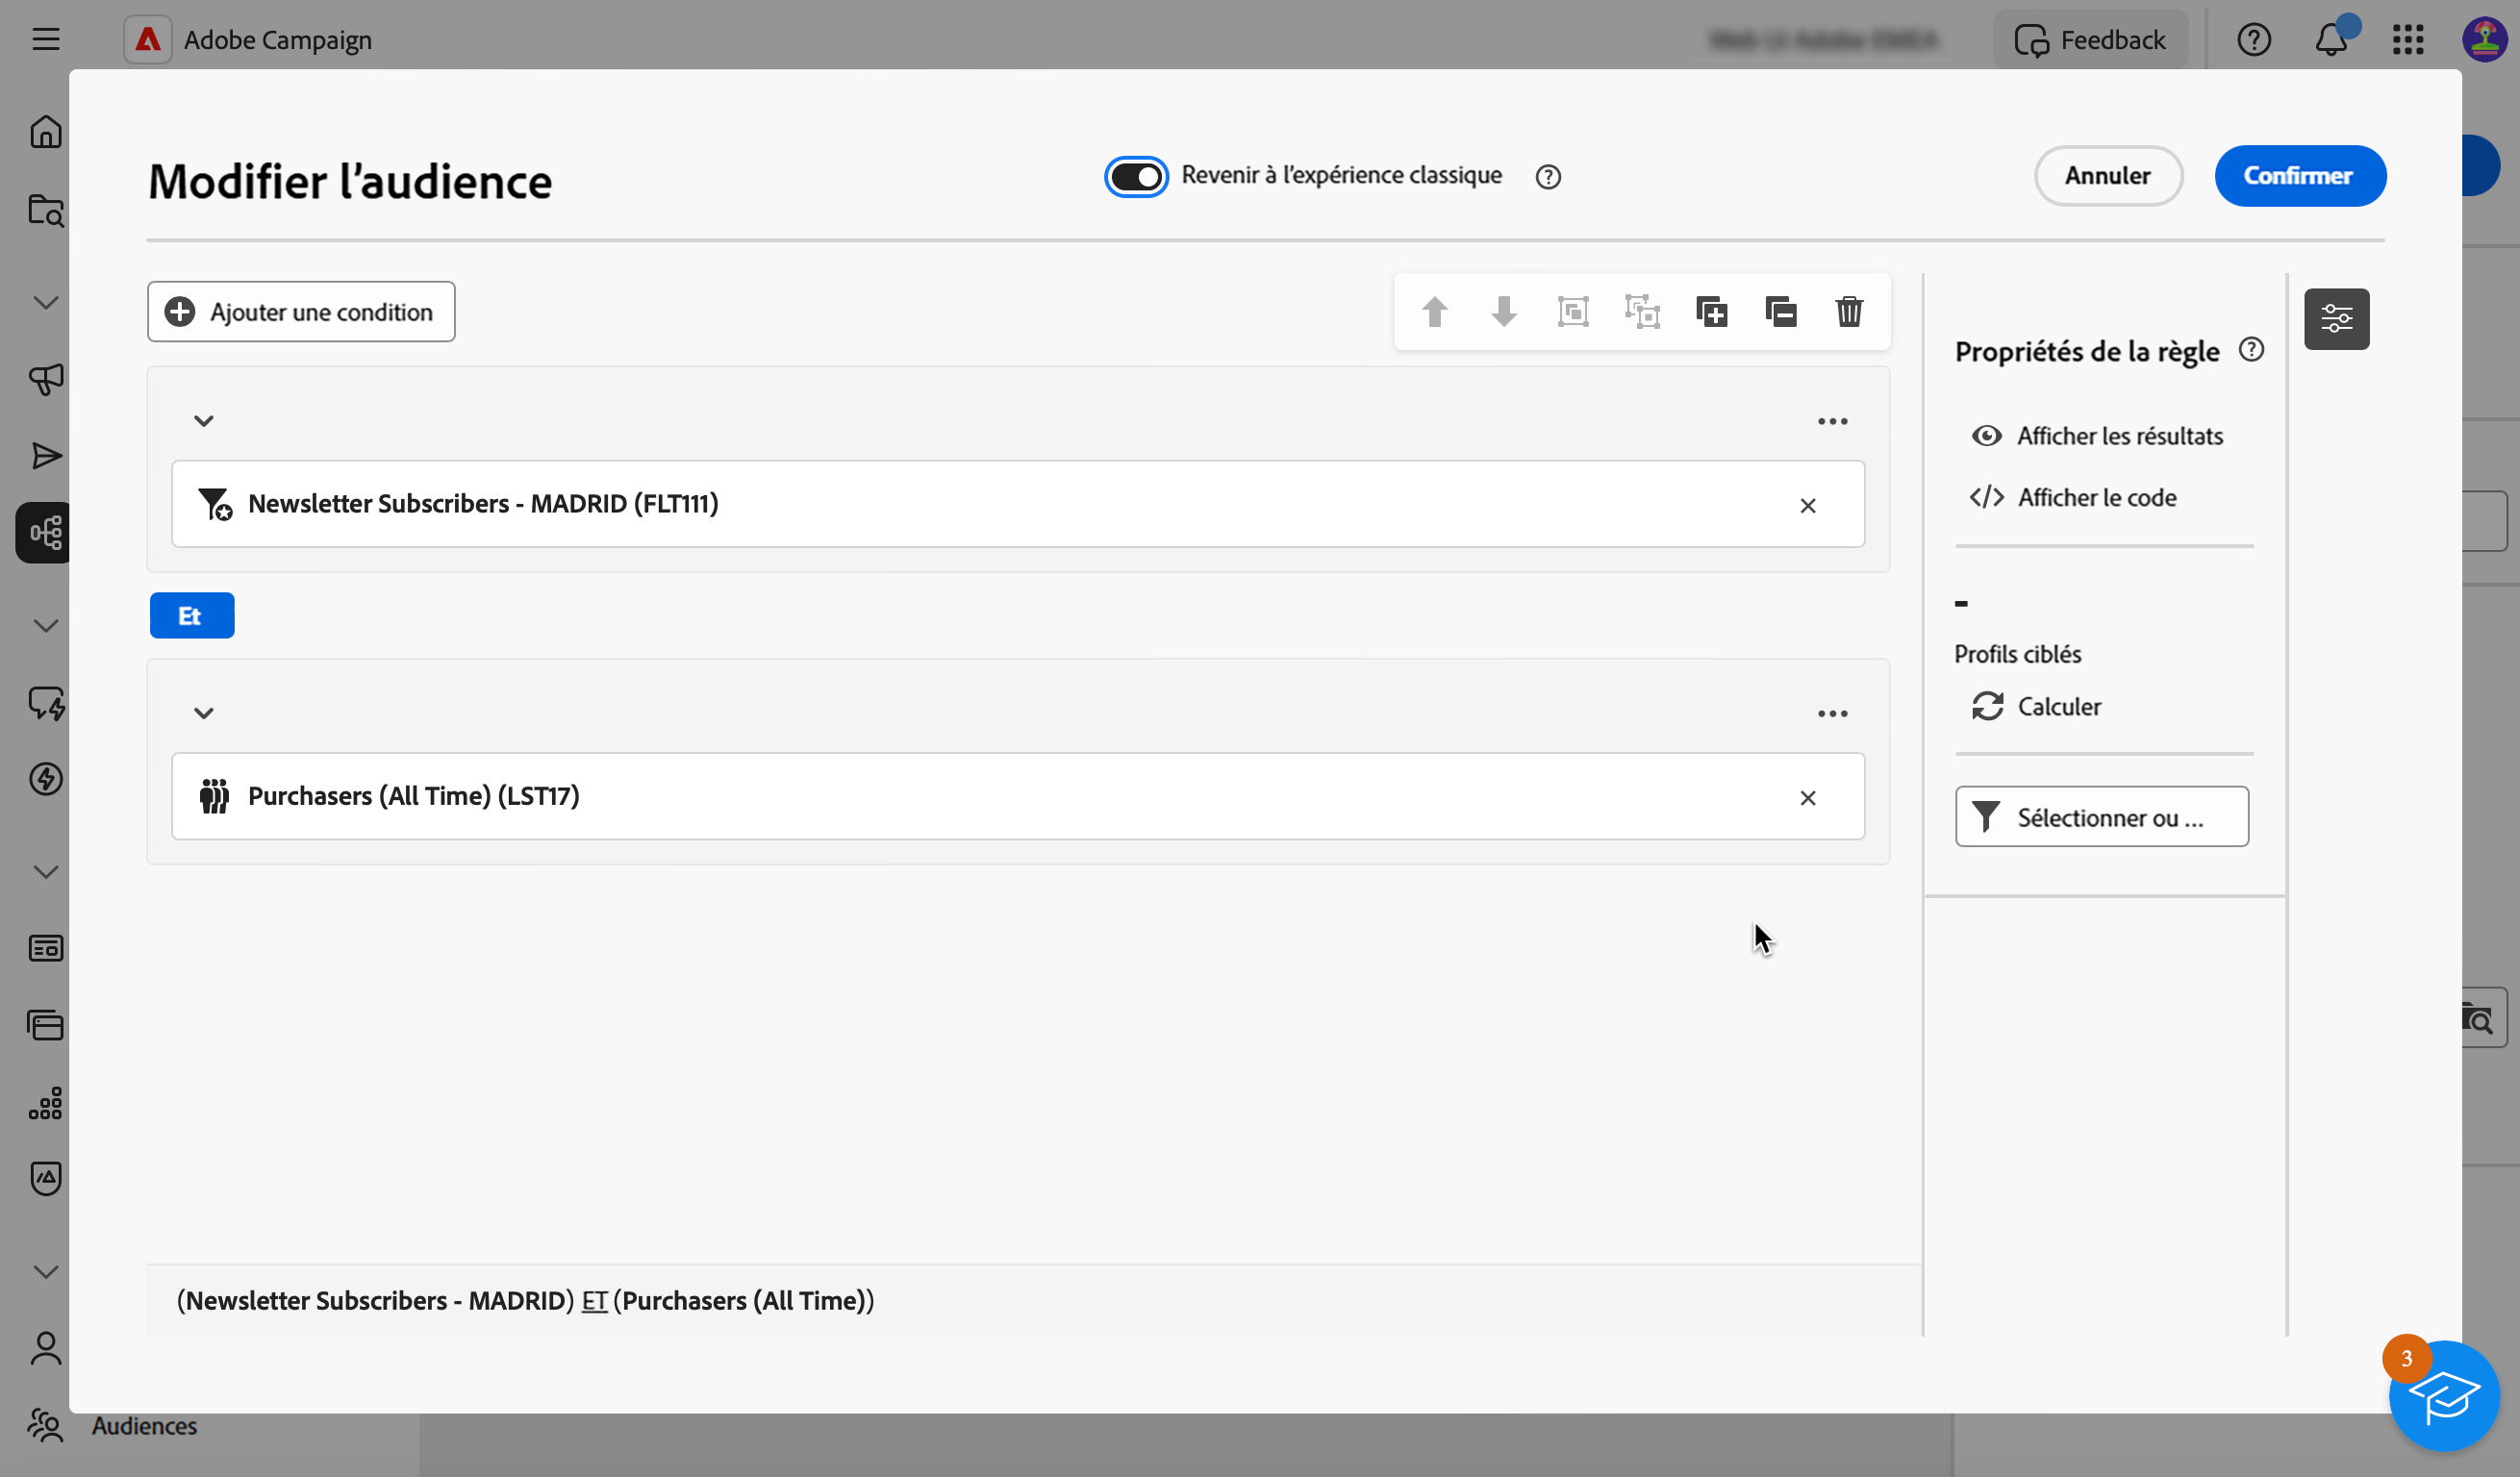 Adobe Campaign
Feedback
Modifier l’audience
Revenir à l’expérience classique
Annuler
Confirmer
Ajouter une condition
Newsletter Subscribers - MADRID (FLT111)
Et
Purchasers (All Time) (LST17)
Propriétés de la règle
Afficher les résultats
Afficher le code
-
Profils ciblés
Calculer
Sélectionner ou ...
(Newsletter Subscribers - MADRID) ET (Purchasers (All Time))
3
Audiences